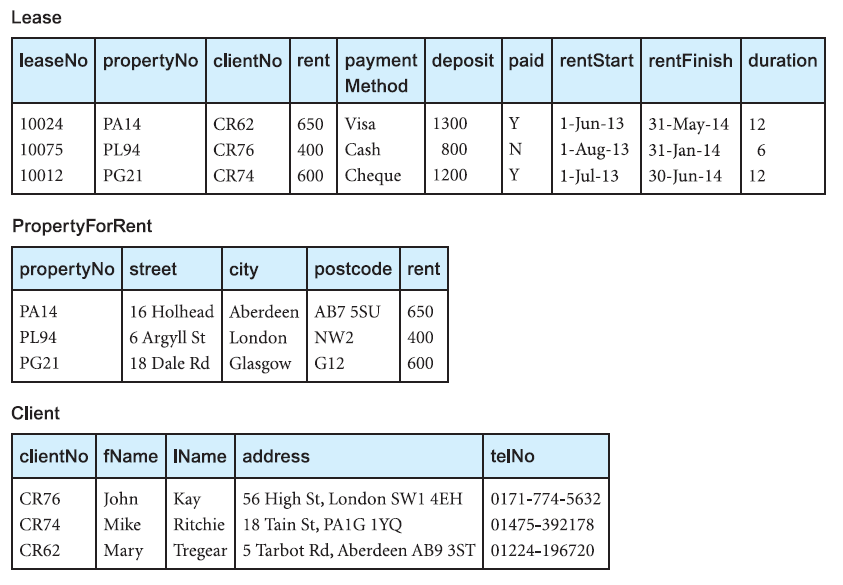 Lease
leaseNo propertyNo clientNo rent payment Method deposit paid rentStart rentFinish duration
10024 PA14 CR62 650 Visa 1300 Y 1-Jun-13 31-May-14 12
10075 PL94 CR76 400 Cash 800 N 1-Aug-13 31-Jan-14 6
10012 PG21 CR74 600 Cheque 1200 Y 1-Jul-13 30-Jun-14 12
PropertyForRent
propertyNo street city postcode rent
PA14 16 Holhead Aberdeen AB7 5SU 650
PL94 6 Argyll St London NW2 400
PG21 18 Dale Rd Glasgow G12 600
Client
clientNo fName lName address telNo
CR76 John Kay 56 High St, London SW1 4EH 0171-774-5632
CR74 Mike Ritchie 18 Tain St, PA1G 1YQ 01475-392178
CR62 Mary Tregear 5 Tarbot Rd, Aberdeen AB9 3ST 01224-196720